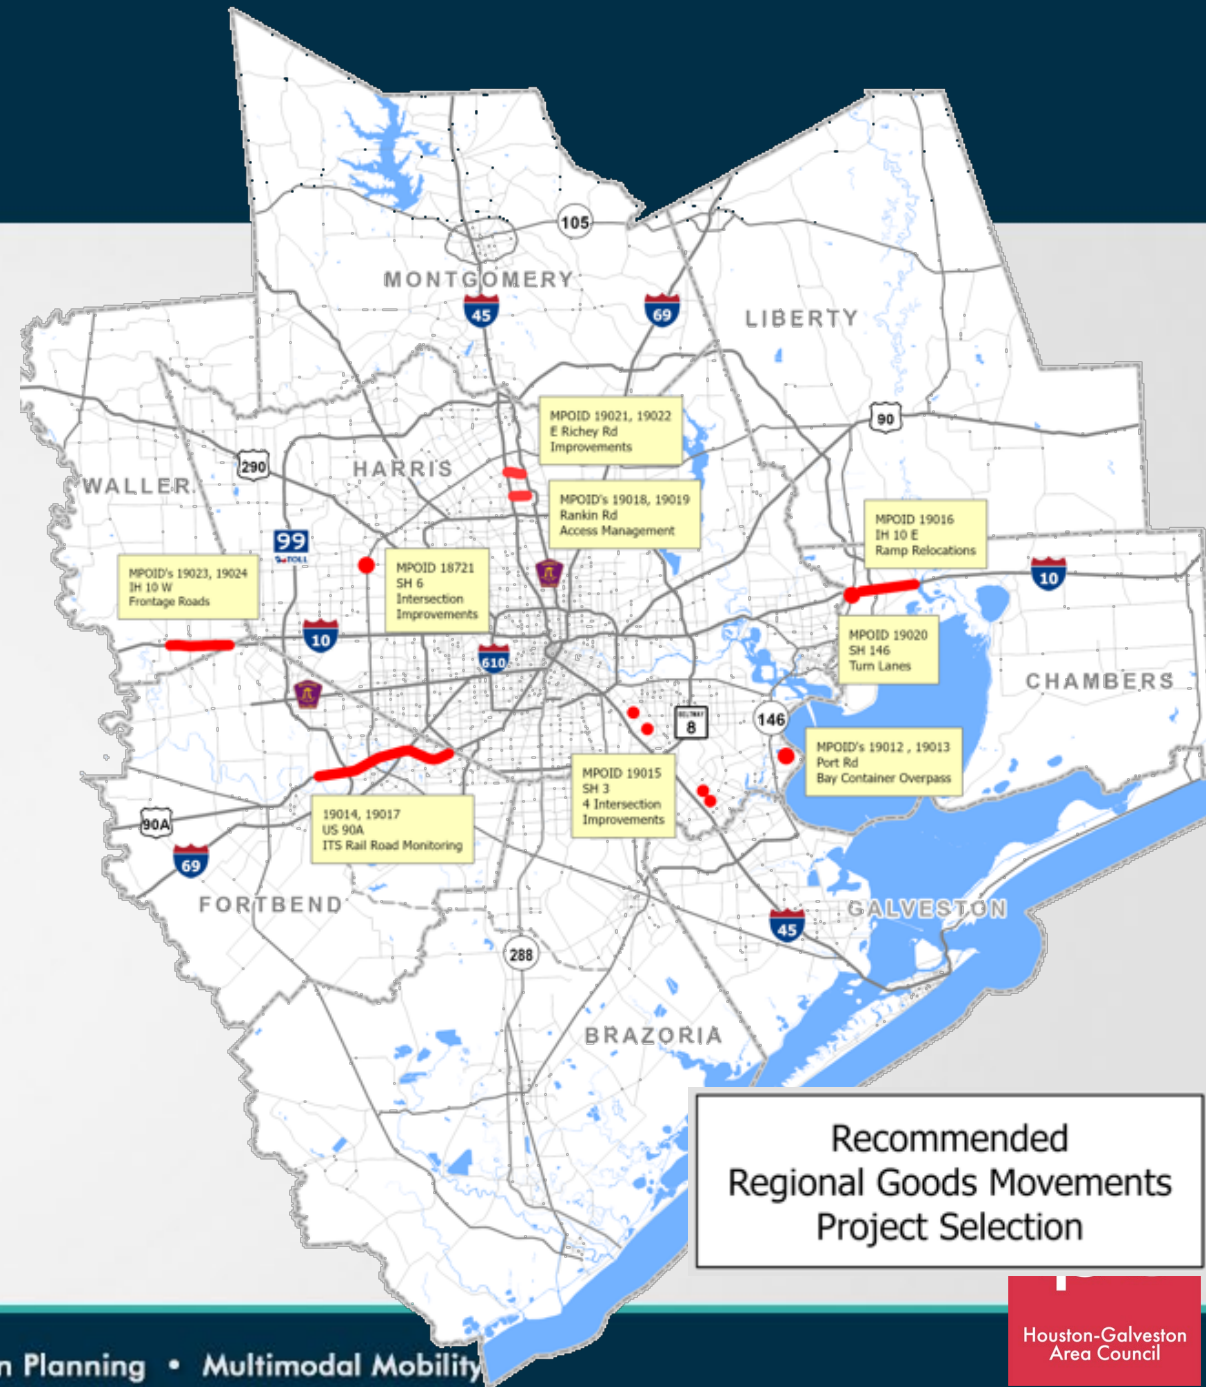 105
MONTGOMERY
45
69
LIBERTY
MPOID 19021, 19022
E Richey Rd
Improvements
90
290
HARRIS
WALLER
MPOID's 19018, 19019
Rankin Rd
Access Management
MPOID 19016
IH 10 E
Ramp Relocations
99
TOLL
MPOID 18721
SH 6
Intersection
Improvements
MPOID's 19023, 19024
IH 10 W
Frontage Roads
10
10
610
MPOID 19020
SH 146
Turn Lanes
CHAMBERS
BELTWAY
8
146
MPOID's 19012 , 19013
Port Rd
Bay Container Overpass
MPOID 19015
SH 3
4 Intersection
Improvements
19014, 19017
US 90A
ITS Rail Road Monitoring
90A
69
FORTBEND
GALVESTON
45
288
BRAZORIA
Recommended
Regional Goods Movements
Project Selection
Houston-Galveston
Area Council
n Planning • Multimodal Mobility